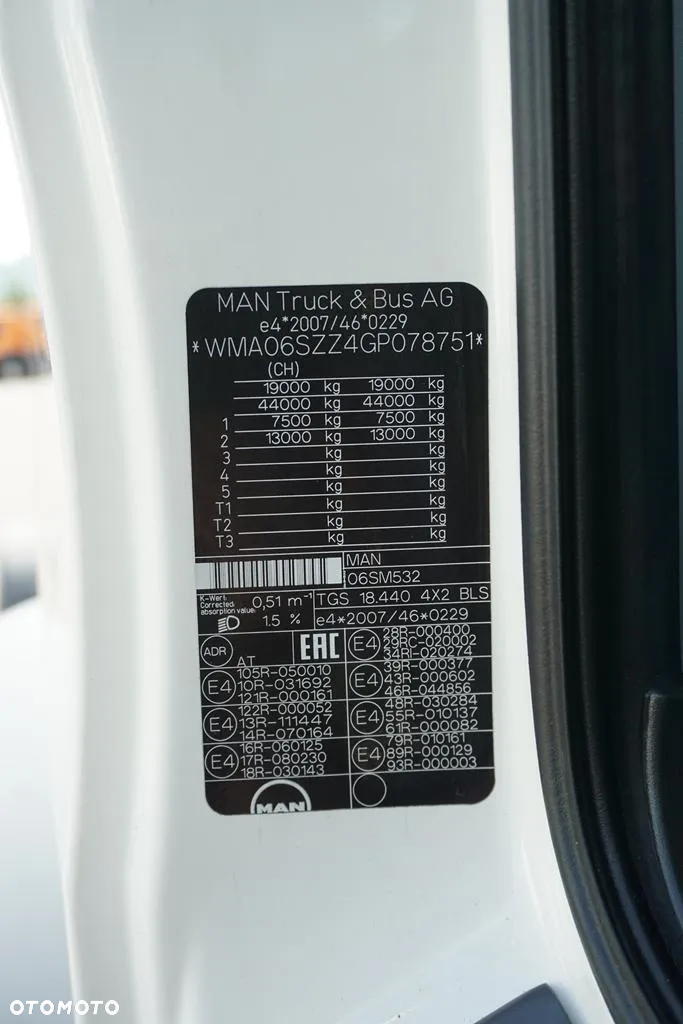 MAN Truck & Bus AG
e4*2007/46*0229
*WMA06SZZ4GP078751*
(CH)
19000 kg 19000 kg
44000 kg 44000 kg
1 7500 kg 7500 kg
2 13000 kg 13000 kg
3 kg kg
4 kg kg
5 kg kg
T1 kg kg
T2 kg kg
T3 kg kg
MAN
06SM532
K-Wert
Corrected
absorption value: 0,51 m⁻¹
TGS 18.440 4X2 BLS
1.5 %
e4*2007/46*0229
ADR
AT
EAC
E4
28R-000400
29RC-020002
34RI-020274
E4
105R-050010
10R-031692
121R-000161
E4
39R-000377
43R-000602
46R-044856
E4
122R-000052
13R-111447
14R-070164
E4
48R-030284
55R-010137
61R-000082
E4
16R-060125
17R-080230
18R-030143
E4
79R-010161
89R-000129
93R-000003
MAN
OTOMOTO